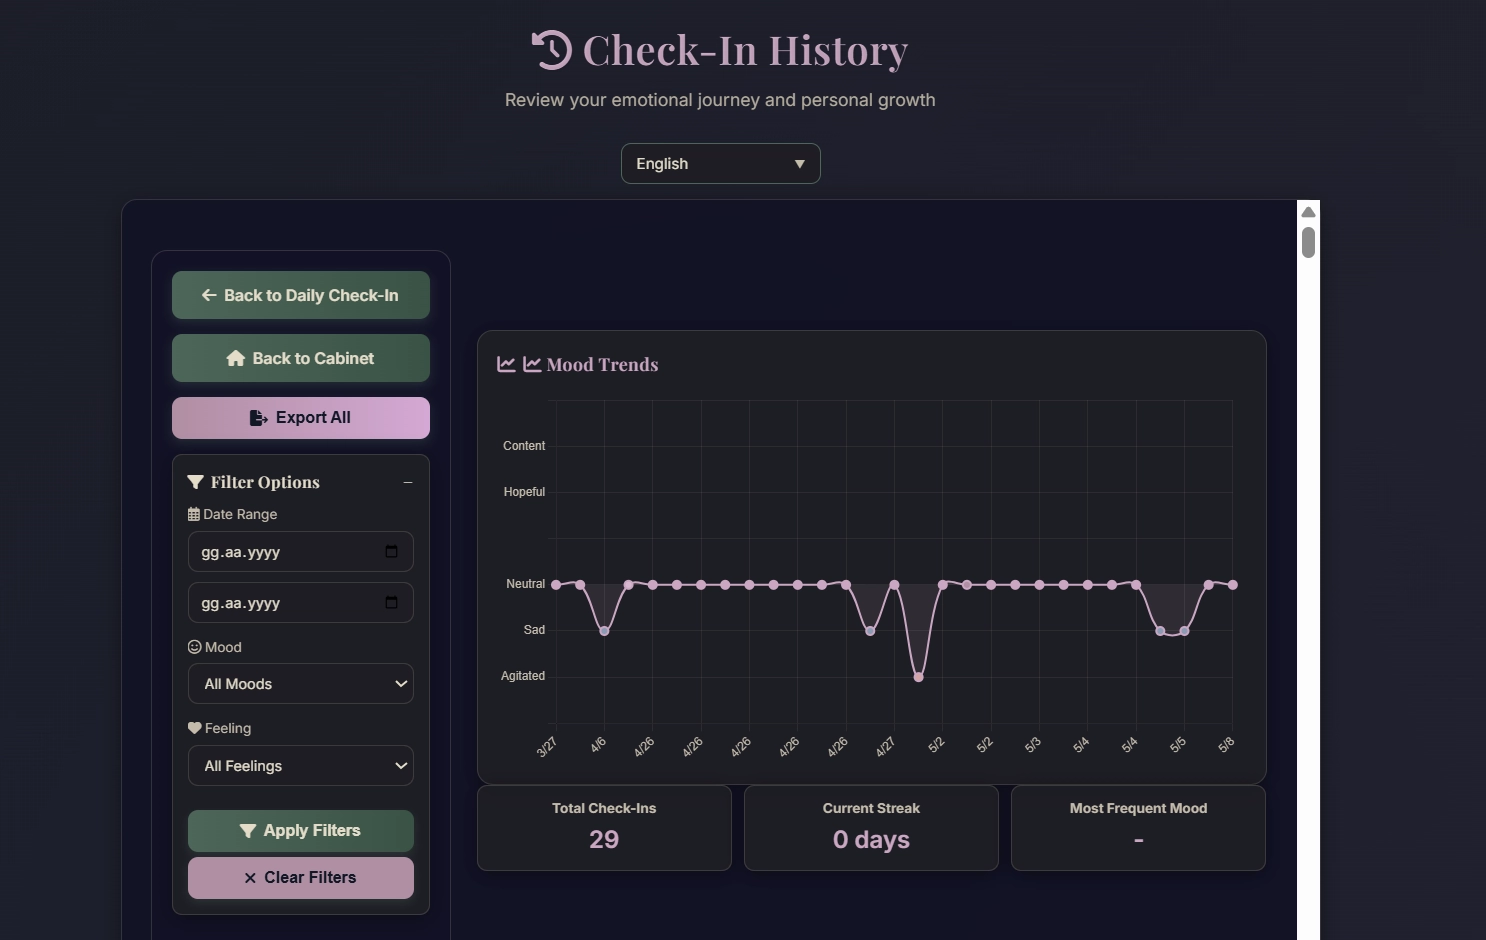 Check-In History
Review your emotional journey and personal growth
English
Back to Daily Check-In
Back to Cabinet
Export All
Filter Options
Date Range
gg.aa.yyyy
gg.aa.yyyy
Mood
All Moods
Feeling
All Feelings
Apply Filters
Clear Filters
Mood Trends
Content
Hopeful
Neutral
Sad
Agitated
3/27 4/6 4/26 4/26 4/26 4/26 4/26 4/27 5/2 5/2 5/3 5/4 5/4 5/5 5/8
Total Check-Ins
29
Current Streak
0 days
Most Frequent Mood
-